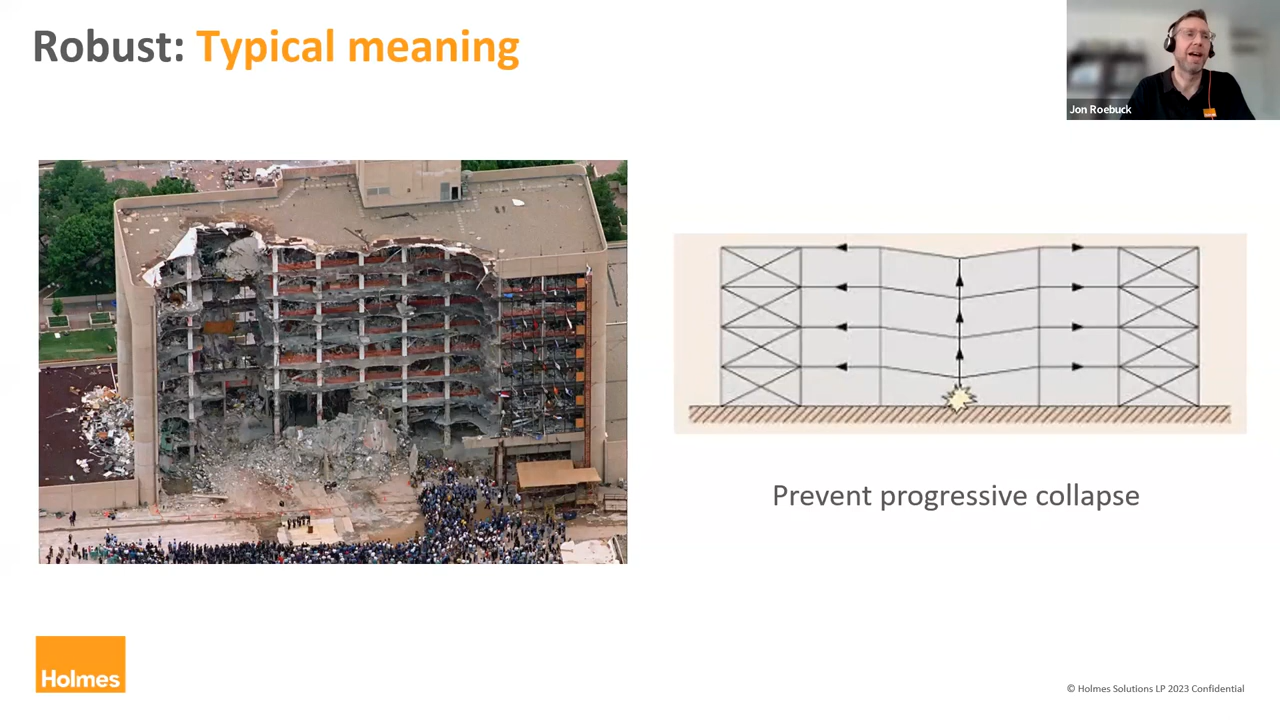 Robust: Typical meaning
Jon Roebuck
Prevent progressive collapse
Holmes
© Holmes Solutions LP 2023 Confidential